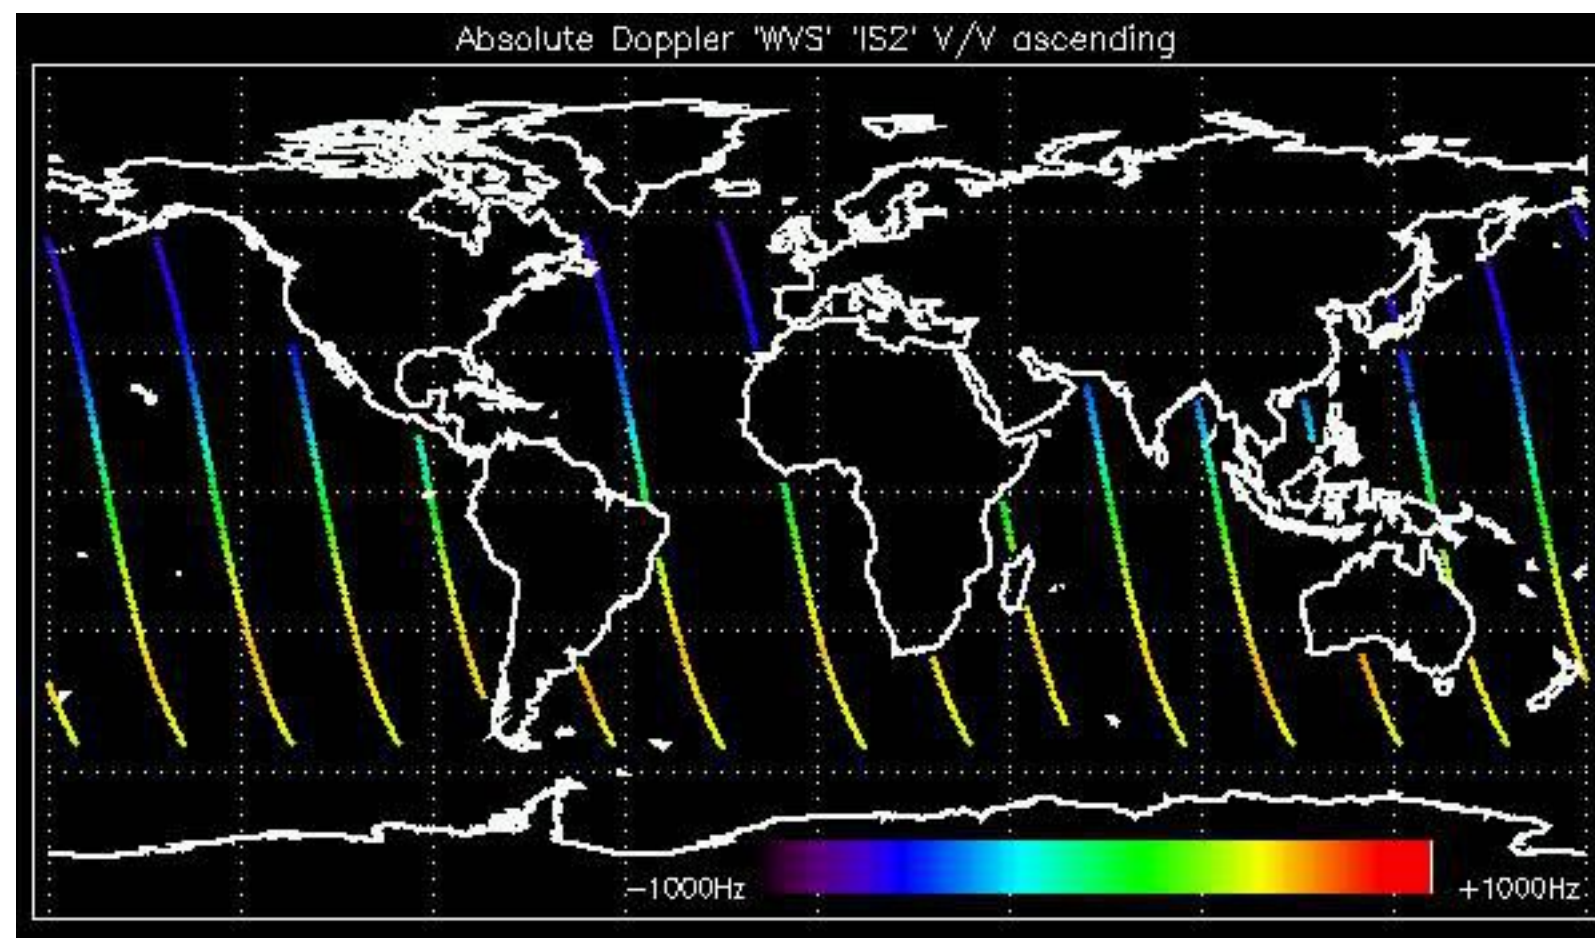 Absolute Doppler 'WVS' 'IS2' V/V ascending
-1000Hz
+1000Hz